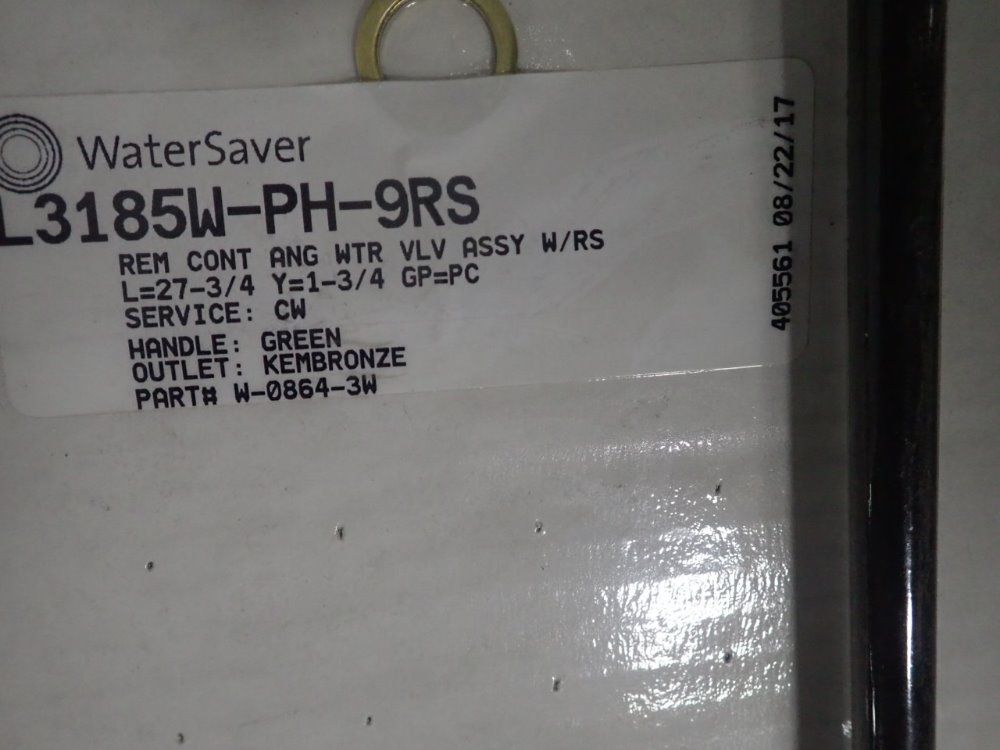 WaterSaver
L3185W-PH-9RS
REM CONT ANG WTR VLV ASSY W/RS
L=27-3/4 Y=1-3/4 GP=PC
SERVICE: CW
HANDLE: GREEN
OUTLET: KEMBRONZE
PART# W-0864-3W
405561 08/22/17